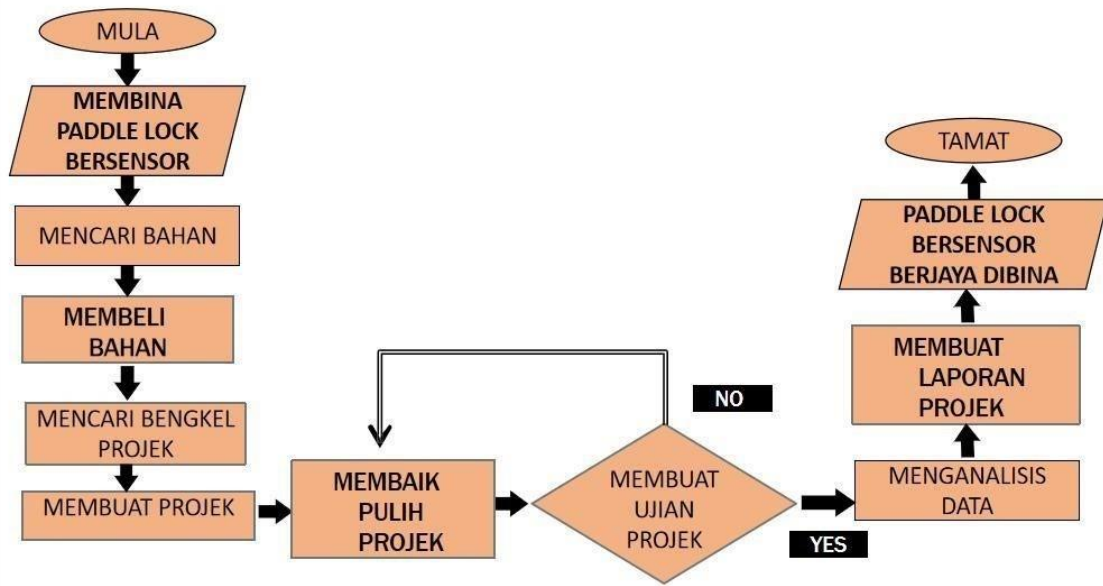 MULA
MEMBINA
PADDLE LOCK
BERSENSOR
MENCARI BAHAN
MEMBELI
BAHAN
MENCARI BENGKEL
PROJEK
MEMBUAT PROJEK
MEMBAIK
PULIH
PROJEK
MEMBUAT
UJIAN
PROJEK
NO
YES
MENGANALISIS
DATA
MEMBUAT
LAPORAN
PROJEK
PADDLE LOCK
BERSENSOR
BERJAYA DIBINA
TAMAT